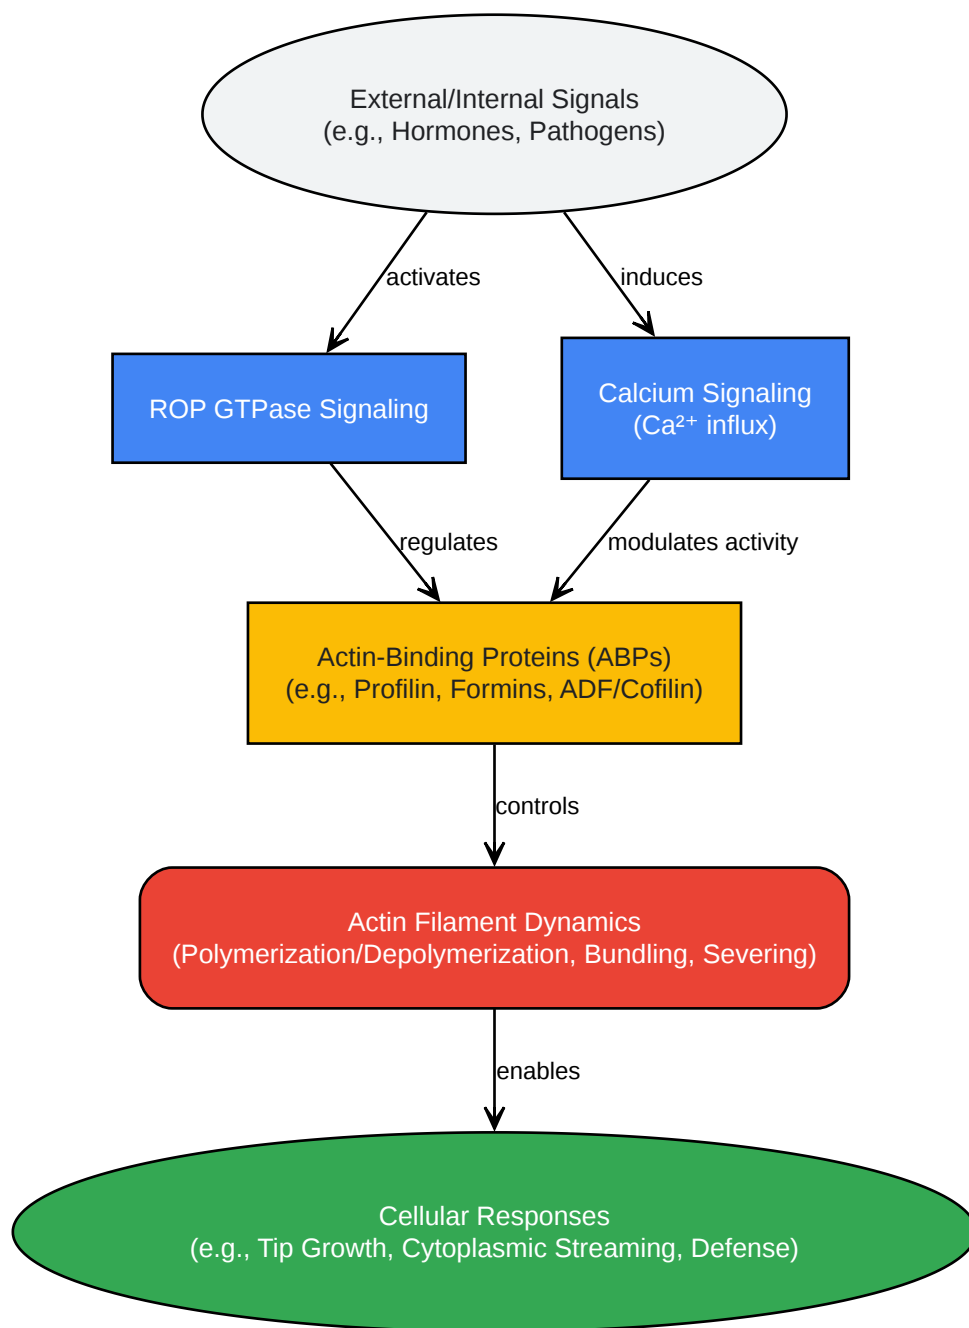 External/Internal Signals
(e.g., Hormones, Pathogens)
activates
induces
ROP GTPase Signaling
Calcium Signaling
(Ca²⁺ influx)
regulates
modulates activity
Actin-Binding Proteins (ABPs)
(e.g., Profilin, Formins, ADF/Cofilin)
controls
Actin Filament Dynamics
(Polymerization/Depolymerization, Bundling, Severing)
enables
Cellular Responses
(e.g., Tip Growth, Cytoplasmic Streaming, Defense)